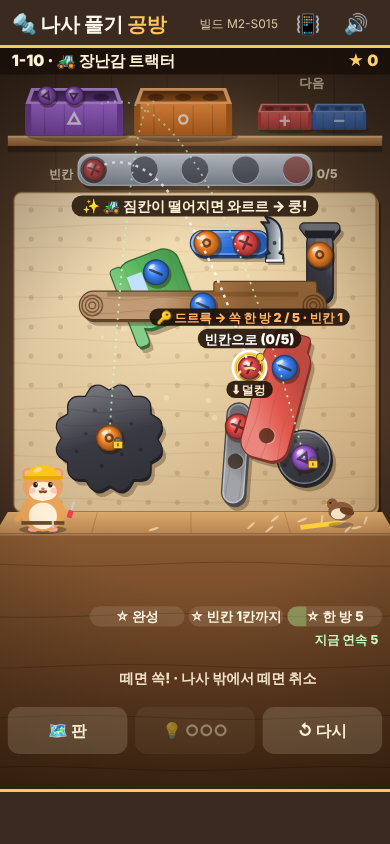 나사 풀기 공방
빌드 M2-S015
1-10 · 장난감 트랙터
★ 0
다음
빈칸
0/5
짐칸이 떨어지면 와르르 → 쿵!
드르륵 → 쏙 한 방 2 / 5 · 빈칸 1
빈칸으로 (0/5)
⬇덜컹
☆ 완성
☆ 빈칸 1칸까지
☆ 한 방 5
지금 연속 5
떼면 쏙! · 나사 밖에서 떼면 취소
판
다시